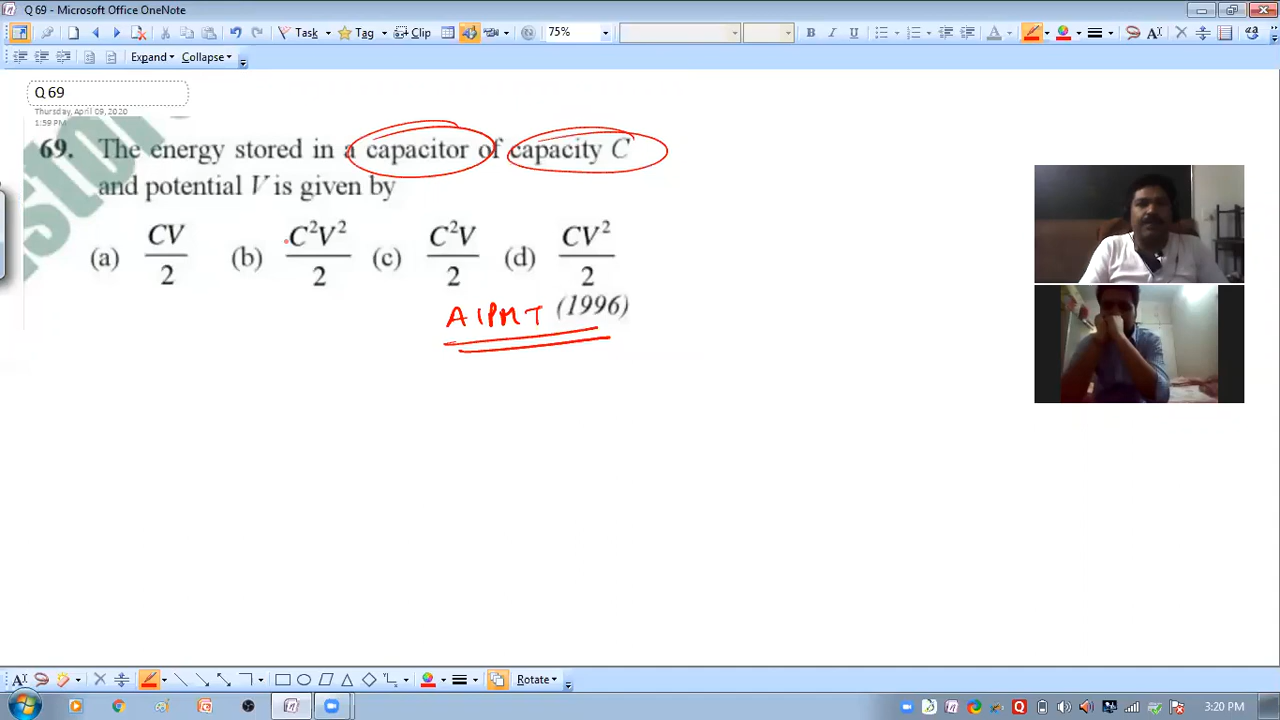 Q 69 - Microsoft Office OneNote
Task Tag Clip 75% B I U
Expand Collapse
Q 69
Thursday, April 09, 2020
1:59 PM
69. The energy stored in a capacitor of capacity C
and potential V is given by
(a) CV/2 (b) C²V²/2 (c) C²V/2 (d) CV²/2
AIPMT (1996)
Rotate
3:20 PM